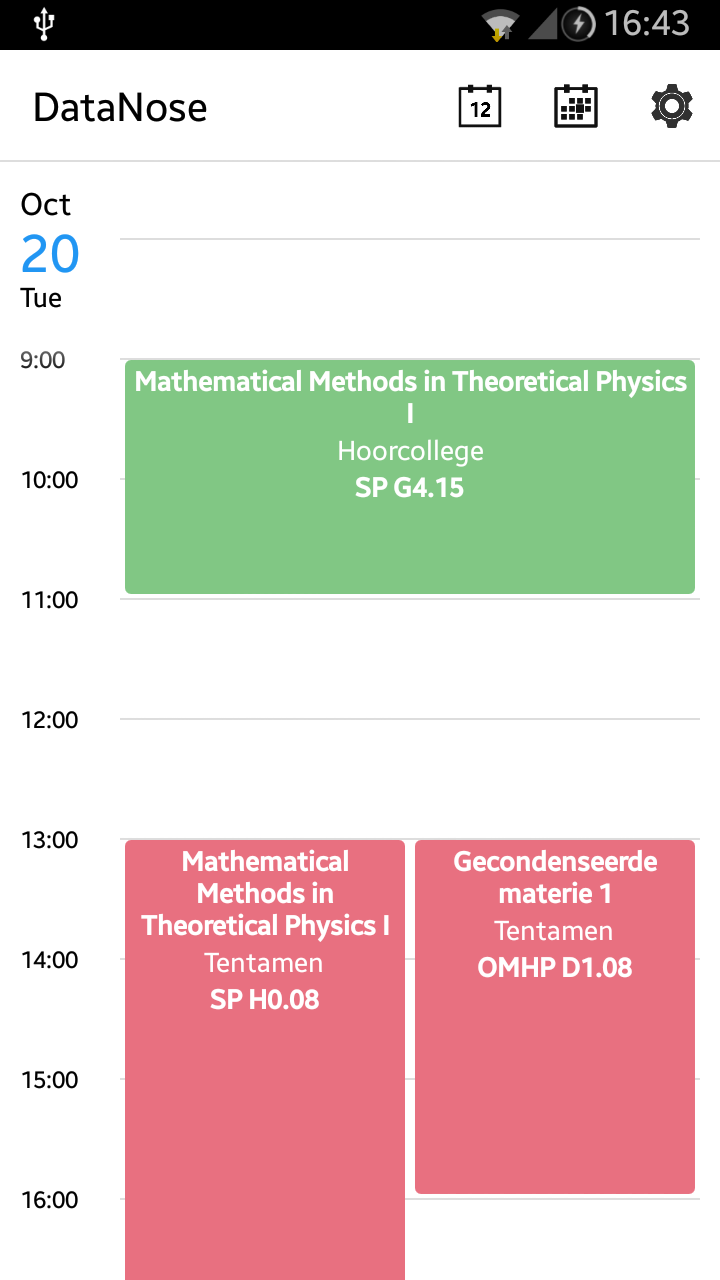 16:43
DataNose
12
Oct
20
Tue
9:00
Mathematical Methods in Theoretical Physics
I
Hoorcollege
SP G4.15
10:00
11:00
12:00
13:00
Mathematical
Methods in
Theoretical Physics I
Tentamen
SP H0.08
Gecondenseerde
materie 1
Tentamen
OMHP D1.08
14:00
15:00
16:00